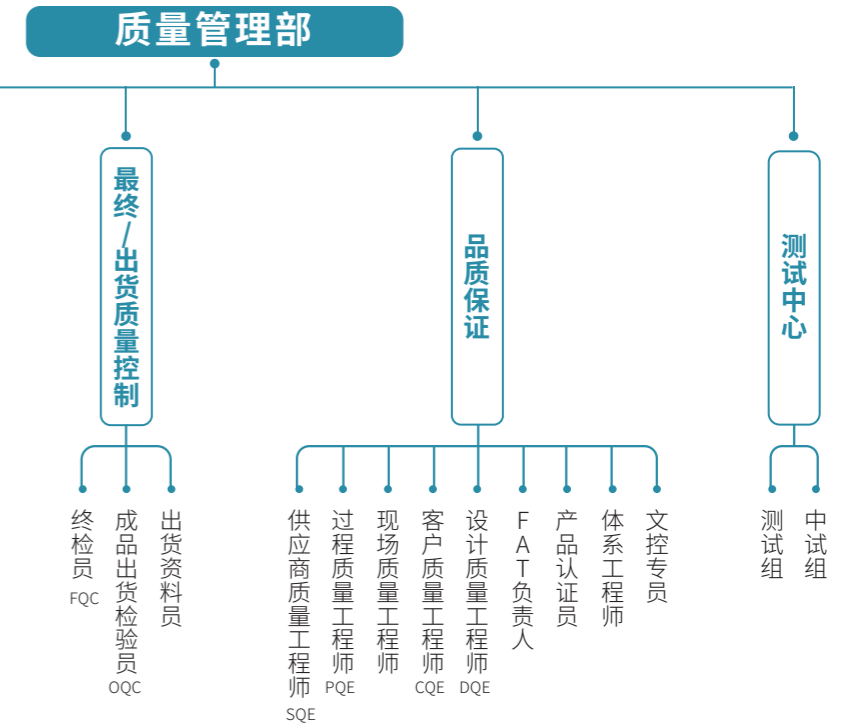 质量管理部
最终/出货质量控制
品质保证
测试中心
终检员
FQC
成品出货检验员
OQC
出货资料员
供应商质量工程师
SQE
过程质量工程师
PQE
现场质量工程师
客户质量工程师
CQE
设计质量工程师
DQE
FAT负责人
产品认证员
体系工程师
文控专员
测试组
中试组